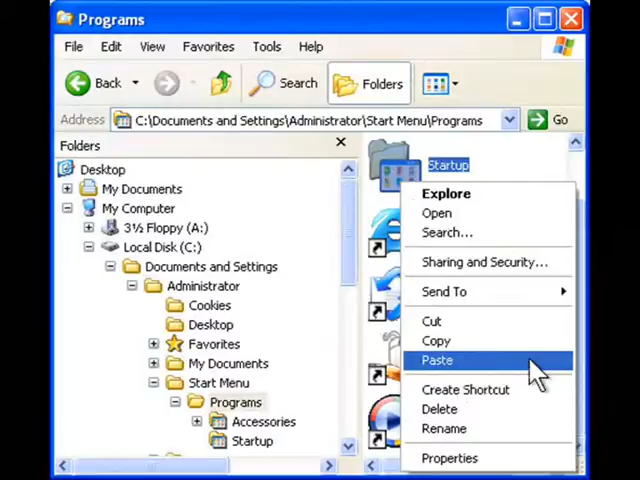 Programs
File Edit View Favorites Tools Help
Back Search Folders
Address C:\Documents and Settings\Administrator\Start Menu\Programs Go
Folders
Desktop
My Documents
My Computer
3½ Floppy (A:)
Local Disk (C:)
Documents and Settings
Administrator
Cookies
Desktop
Favorites
My Documents
Start Menu
Programs
Accessories
Startup
Startup
Explore
Open
Search...
Sharing and Security...
Send To
Cut
Copy
Paste
Create Shortcut
Delete
Rename
Properties